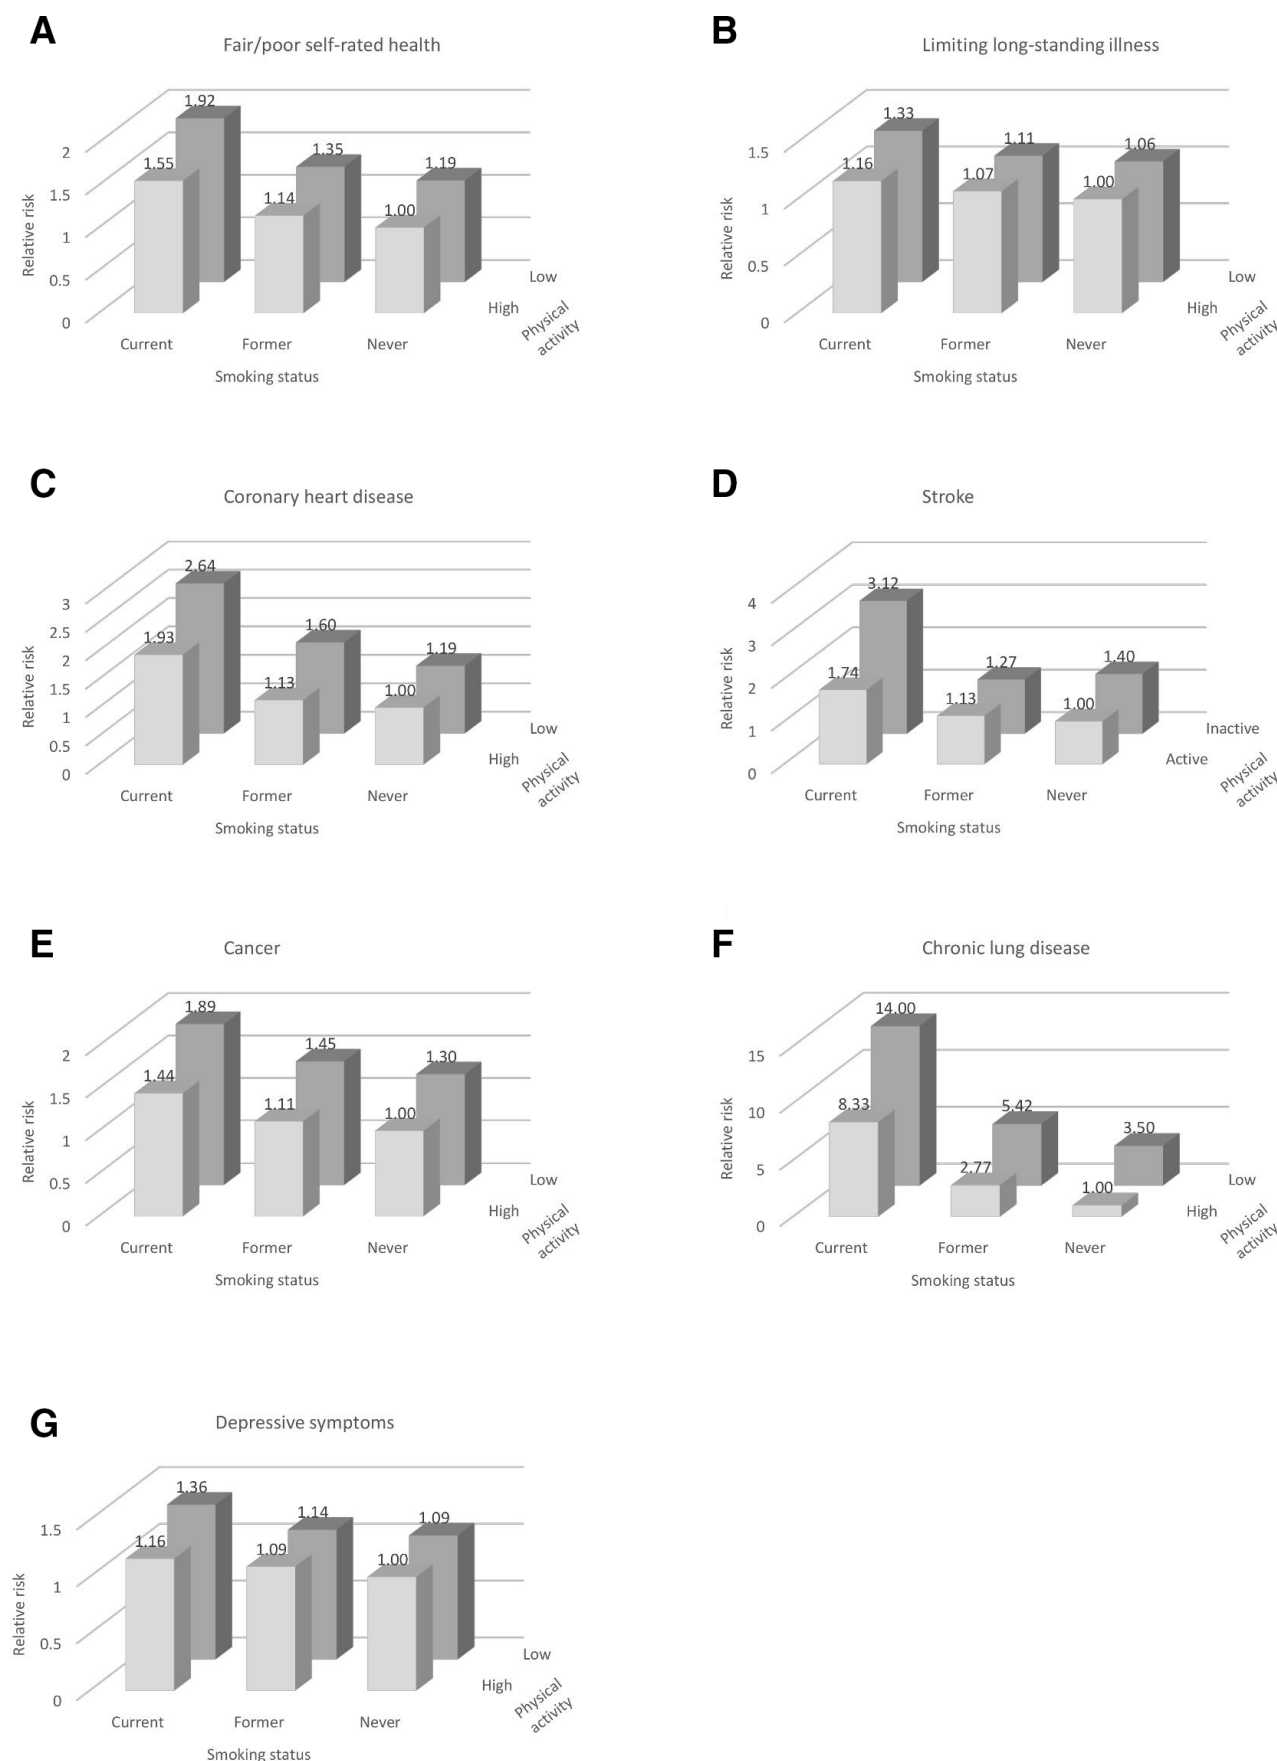 A
Fair/poor self-rated health
1.92
2
1.55
1.35
1.19
1.5
1.14
1.00
1
Relative risk
0.5
Low
0
High
Physical activity
Current
Former
Never
Smoking status
B
Limiting long-standing illness
1.33
1.5
1.16
1.11
1.06
1.07
1.00
1
Relative risk
0.5
Low
0
High
Physical activity
Current
Former
Never
Smoking status
C
Coronary heart disease
2.64
3
2.5
1.93
1.60
2
1.19
1.5
1.13
1.00
1
Relative risk
0.5
Low
0
High
Physical activity
Current
Former
Never
Smoking status
D
Stroke
3.12
4
3
1.74
1.27
1.40
2
1.13
1.00
1
Relative risk
Inactive
0
Active
Physical activity
Current
Former
Never
Smoking status
E
Cancer
1.89
2
1.44
1.45
1.30
1.5
1.11
1.00
1
Relative risk
0.5
Low
0
High
Physical activity
Current
Former
Never
Smoking status
F
Chronic lung disease
14.00
15
8.33
5.42
3.50
10
2.77
1.00
5
Relative risk
Low
0
High
Physical activity
Current
Former
Never
Smoking status
G
Depressive symptoms
1.36
1.5
1.16
1.14
1.09
1.09
1.00
1
Relative risk
0.5
Low
0
High
Physical activity
Current
Former
Never
Smoking status